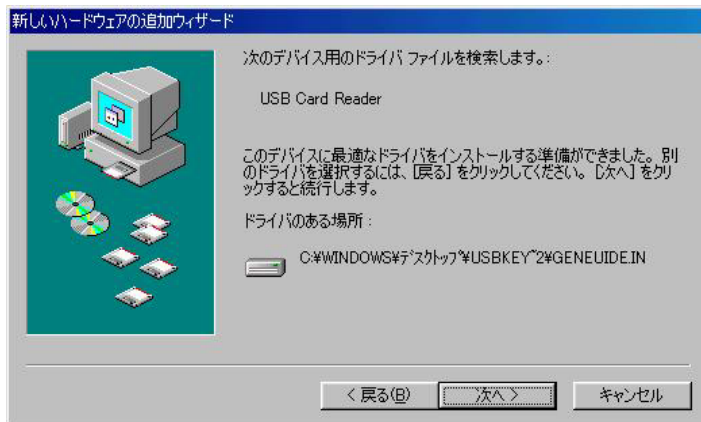 新しいハードウェアの追加ウィザード
次のデバイス用のドライバ ファイルを検索します。:
USB Card Reader
このデバイスに最適なドライバをインストールする準備ができました。別
のドライバを選択するには、[戻る] をクリックしてください。[次へ] をクリ
ックすると続行します。
ドライバのある場所:
C:¥WINDOWS¥ﾃﾞｽｸﾄｯﾌﾟ¥USBKEY~2¥GENEUIDE.IN
< 戻る(B)
次へ >
キャンセル